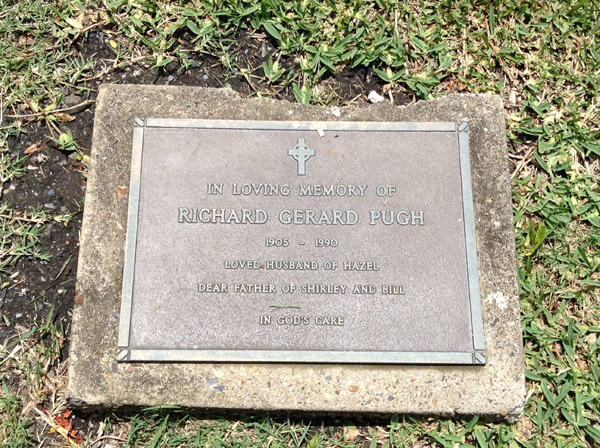 IN LOVING MEMORY OF
RICHARD GERARD PUGH
1905 - 1990
LOVED HUSBAND OF HAZEL
DEAR FATHER OF SHIRLEY AND BILL
IN GOD'S CARE